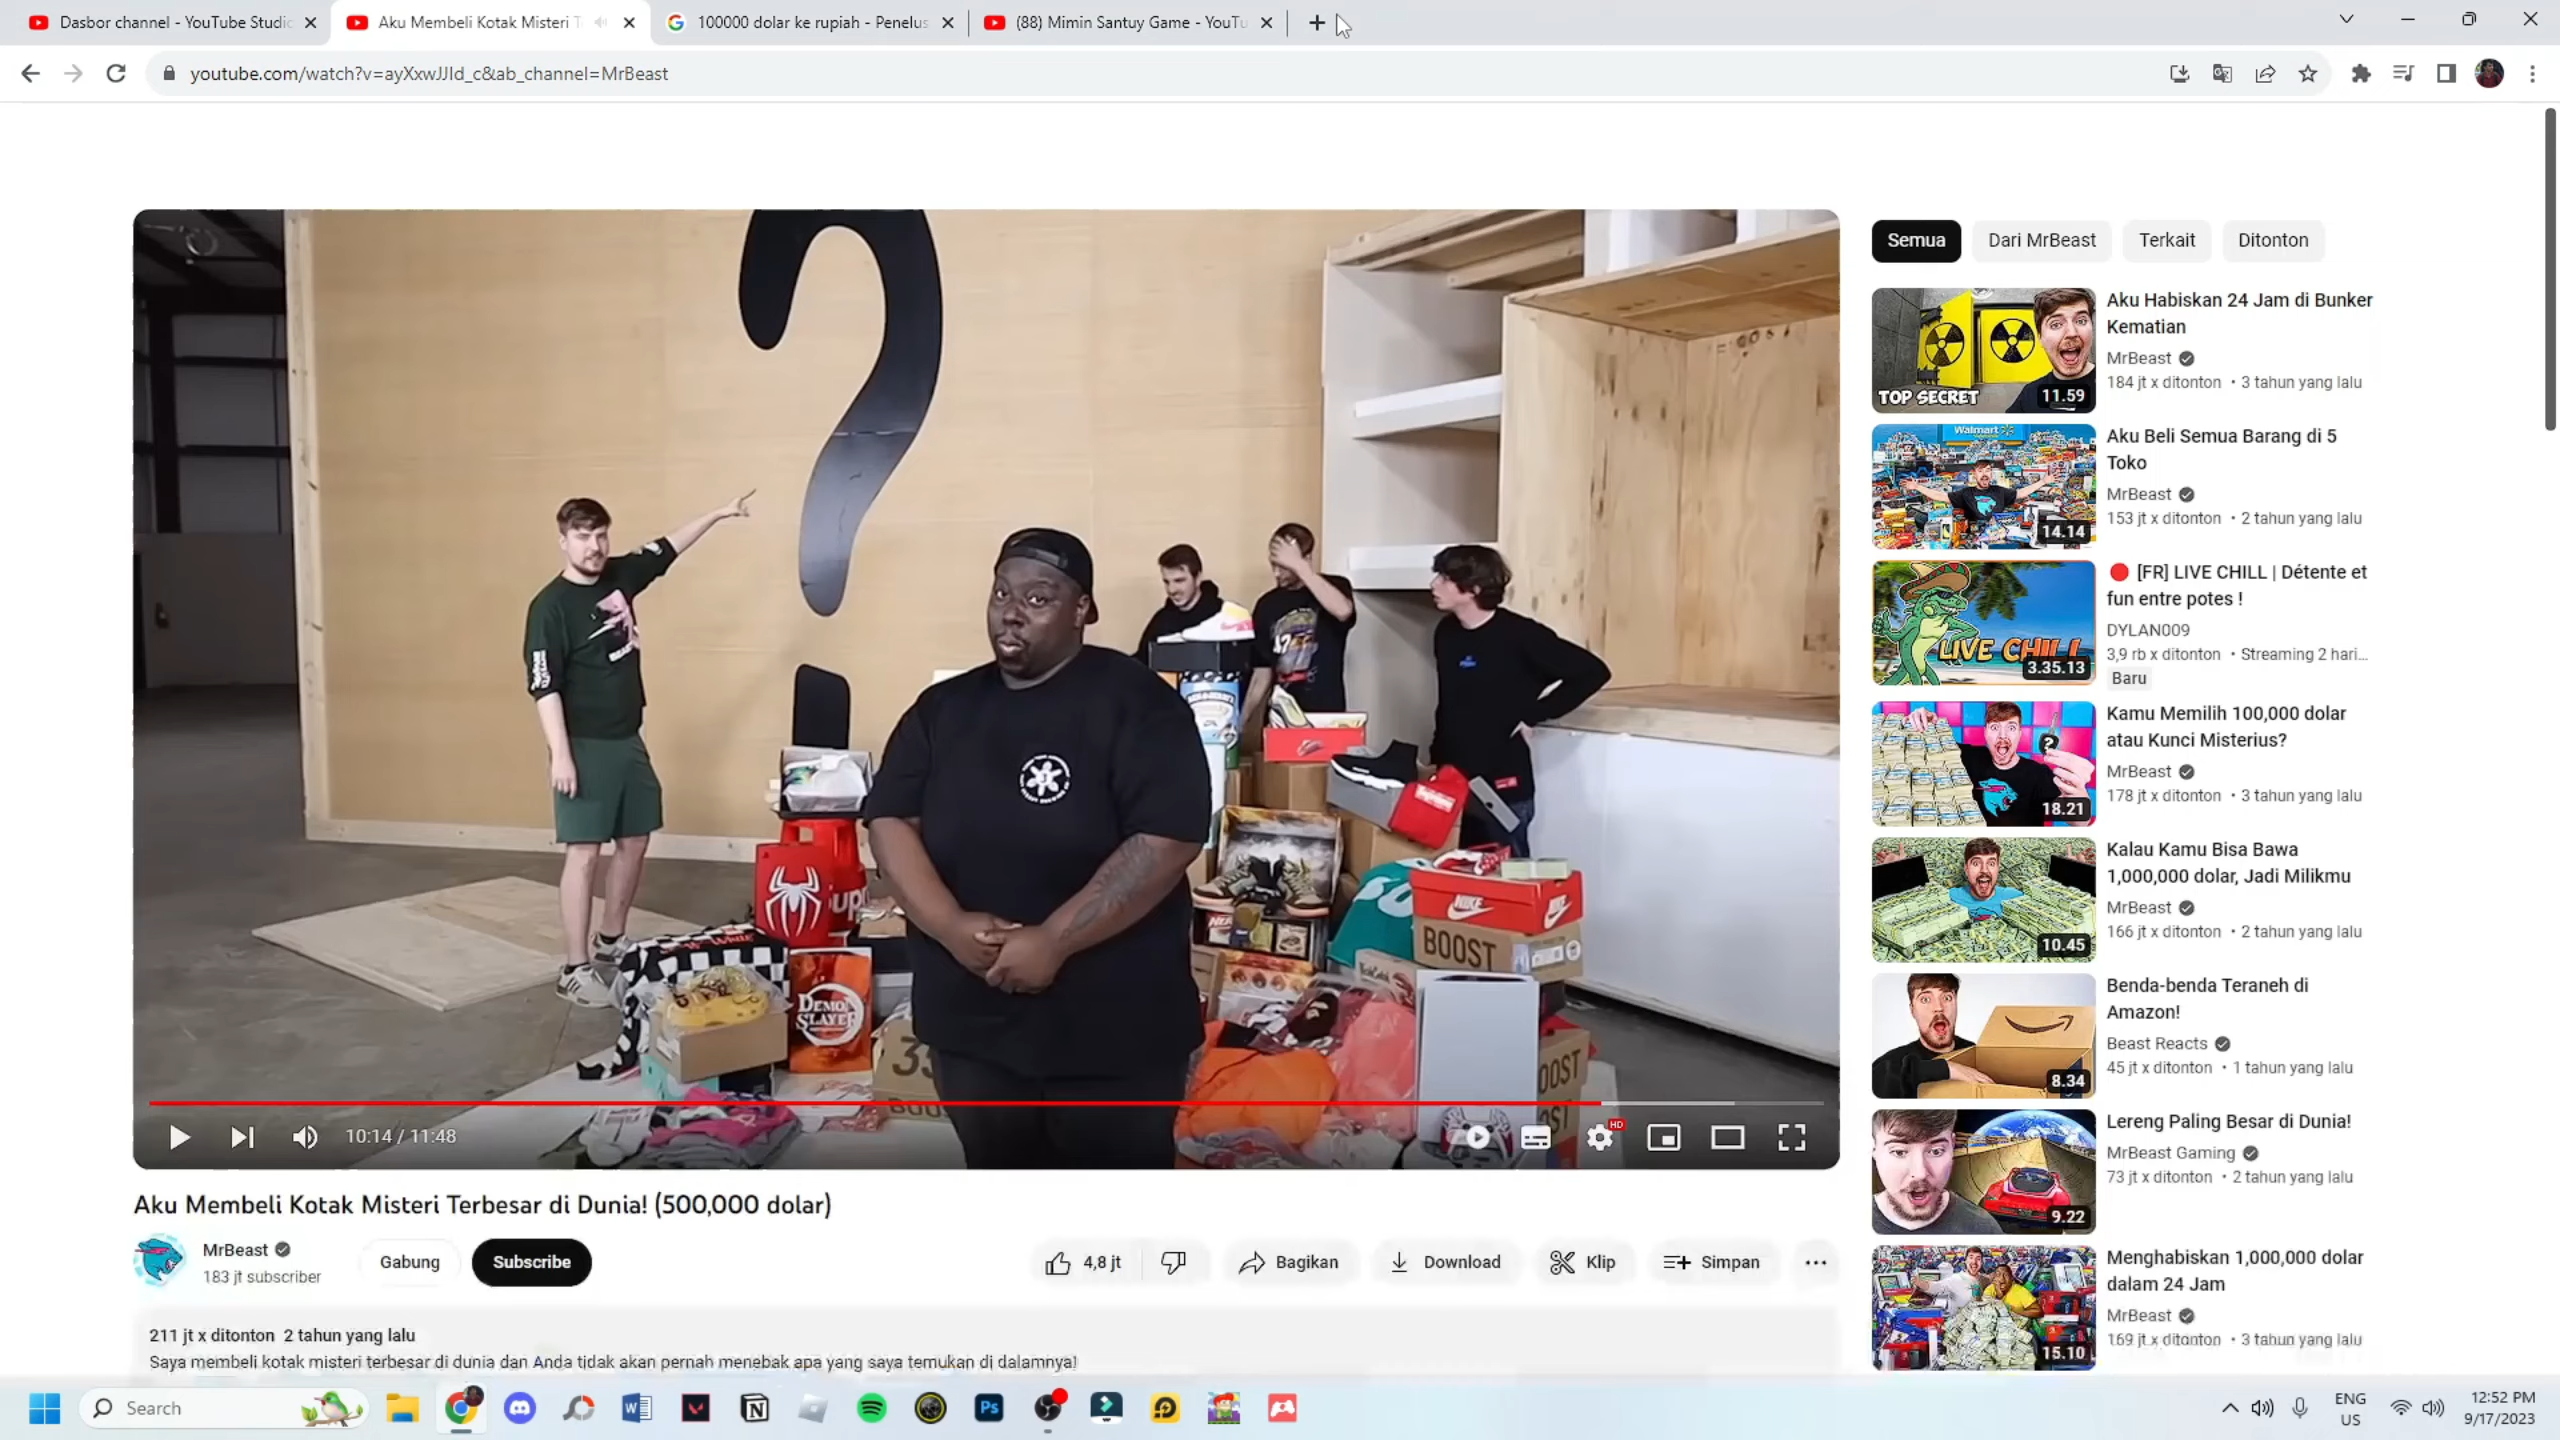 Dasbor channel - YouTube Studio
Aku Membeli Kotak Misteri T
100000 dolar ke rupiah - Penelus
(88) Mimin Santuy Game - YouTu
youtube.com/watch?v=ayXxwJJId_c&ab_channel=MrBeast
?
DEMON
SLAYER
NIKE
BOOST
10:14 / 11:48
HD
Aku Membeli Kotak Misteri Terbesar di Dunia! (500,000 dolar)
MrBeast
183 jt subscriber
Gabung
Subscribe
4,8 jt
Bagikan
Download
Klip
Simpan
211 jt x ditonton 2 tahun yang lalu
Saya membeli kotak misteri terbesar di dunia dan Anda tidak akan pernah menebak apa yang saya temukan di dalamnya!
Semua
Dari MrBeast
Terkait
Ditonton
TOP SECRET
11.59
Aku Habiskan 24 Jam di Bunker
Kematian
MrBeast
184 jt x ditonton • 3 tahun yang lalu
Walmart
14.14
Aku Beli Semua Barang di 5
Toko
MrBeast
153 jt x ditonton • 2 tahun yang lalu
LIVE CHILL
3.35.13
[FR] LIVE CHILL | Détente et
fun entre potes !
DYLAN009
3,9 rb x ditonton • Streaming 2 hari...
Baru
?
18.21
Kamu Memilih 100,000 dolar
atau Kunci Misterius?
MrBeast
178 jt x ditonton • 3 tahun yang lalu
10.45
Kalau Kamu Bisa Bawa
1,000,000 dolar, Jadi Milikmu
MrBeast
166 jt x ditonton • 2 tahun yang lalu
8.34
Benda-benda Teraneh di
Amazon!
Beast Reacts
45 jt x ditonton • 1 tahun yang lalu
9.22
Lereng Paling Besar di Dunia!
MrBeast Gaming
73 jt x ditonton • 2 tahun yang lalu
15.10
Menghabiskan 1,000,000 dolar
dalam 24 Jam
MrBeast
169 jt x ditonton • 3 tahun yang lalu
Search
Ps
ENG
US
12:52 PM
9/17/2023